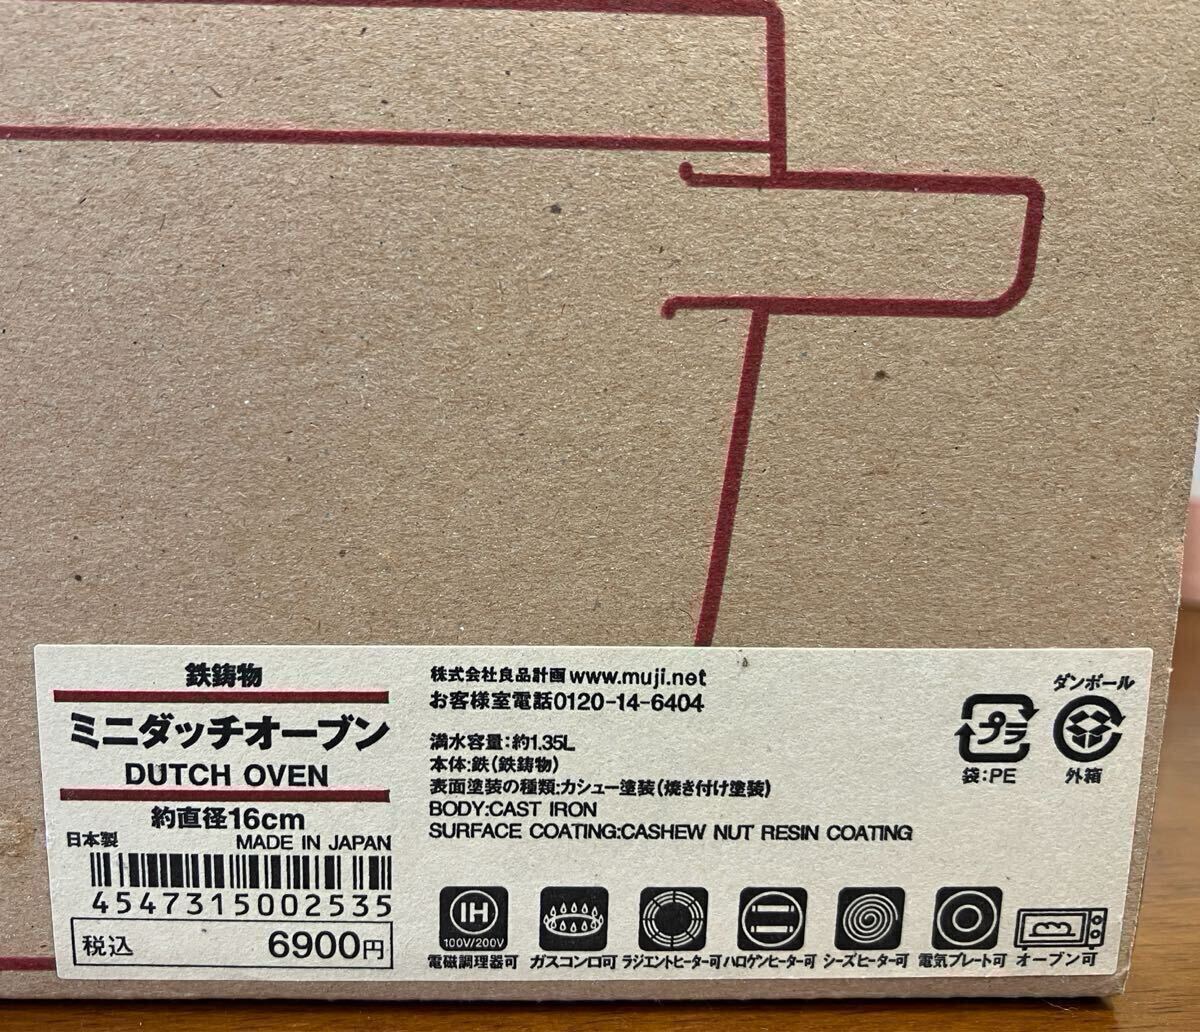 鉄鋳物
ミニダッチオーブン
DUTCH OVEN
約直径16cm
日本製 MADE IN JAPAN
4547315002535
税込 6900円
株式会社良品計画 www.muji.net
お客様室電話0120-14-6404
満水容量:約1.35L
本体:鉄(鉄鋳物)
表面塗装の種類:カシュー塗装(焼き付け塗装)
BODY:CAST IRON
SURFACE COATING:CASHEW NUT RESIN COATING
プラ
袋:PE
ダンボール
外箱
IH
100V/200V
電磁調理器可 ガスコンロ可 ラジエントヒーター可 ハロゲンヒーター可 シーズヒーター可 電気プレート可 オーブン可